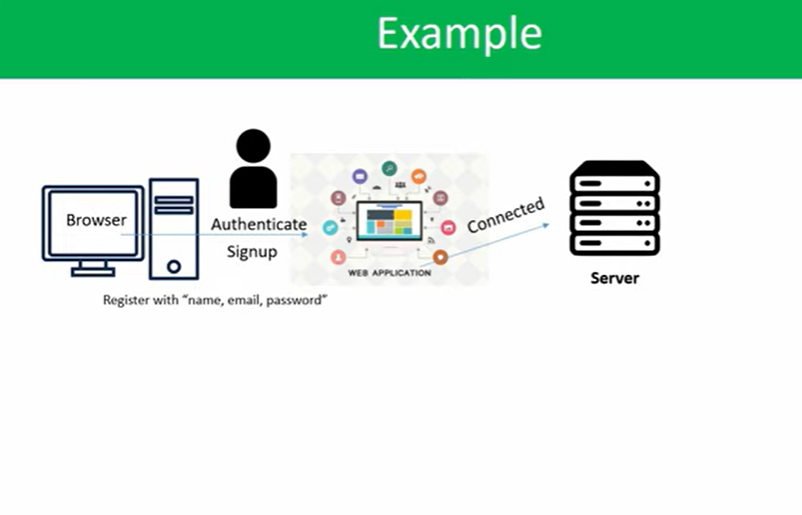 Example
Browser
Authenticate
Signup
Connected
WEB APPLICATION
Server
Register with “name, email, password”